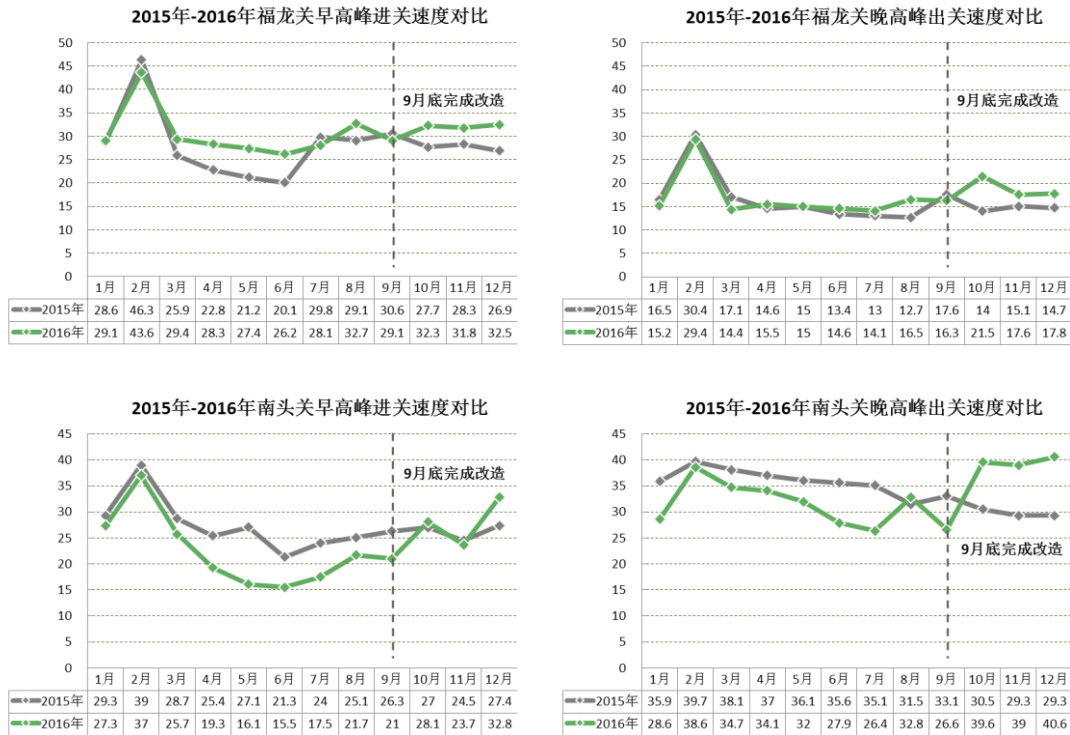 2015年-2016年福龙关早高峰进关速度对比
50
45
40
35
30
25
20
15
10
5
0
9月底完成改造
1月 2月 3月 4月 5月 6月 7月 8月 9月 10月 11月 12月
2015年 28.6 46.3 25.9 22.8 21.2 20.1 29.8 29.1 30.6 27.7 28.3 26.9
2016年 29.1 43.6 29.4 28.3 27.4 26.2 28.1 32.7 29.1 32.3 31.8 32.5
2015年-2016年福龙关晚高峰出关速度对比
50
45
40
35
30
25
20
15
10
5
0
9月底完成改造
1月 2月 3月 4月 5月 6月 7月 8月 9月 10月 11月 12月
2015年 16.5 30.4 17.1 14.6 15 13.4 13 12.7 17.6 14 15.1 14.7
2016年 15.2 29.4 14.4 15.5 15 14.6 14.1 16.5 16.3 21.5 17.6 17.8
2015年-2016年南头关早高峰进关速度对比
45
40
35
30
25
20
15
10
5
0
9月底完成改造
1月 2月 3月 4月 5月 6月 7月 8月 9月 10月 11月 12月
2015年 29.3 39 28.7 25.4 27.1 21.3 24 25.1 26.3 27 24.5 27.4
2016年 27.3 37 25.7 19.3 16.1 15.5 17.5 21.7 21 28.1 23.7 32.8
2015年-2016年南头关晚高峰出关速度对比
45
40
35
30
25
20
15
10
5
0
9月底完成改造
1月 2月 3月 4月 5月 6月 7月 8月 9月 10月 11月 12月
2015年 35.9 39.7 38.1 37 36.1 35.6 35.1 31.5 33.1 30.5 29.3 29.3
2016年 28.6 38.6 34.7 34.1 32 27.9 26.4 32.8 26.6 39.6 39 40.6